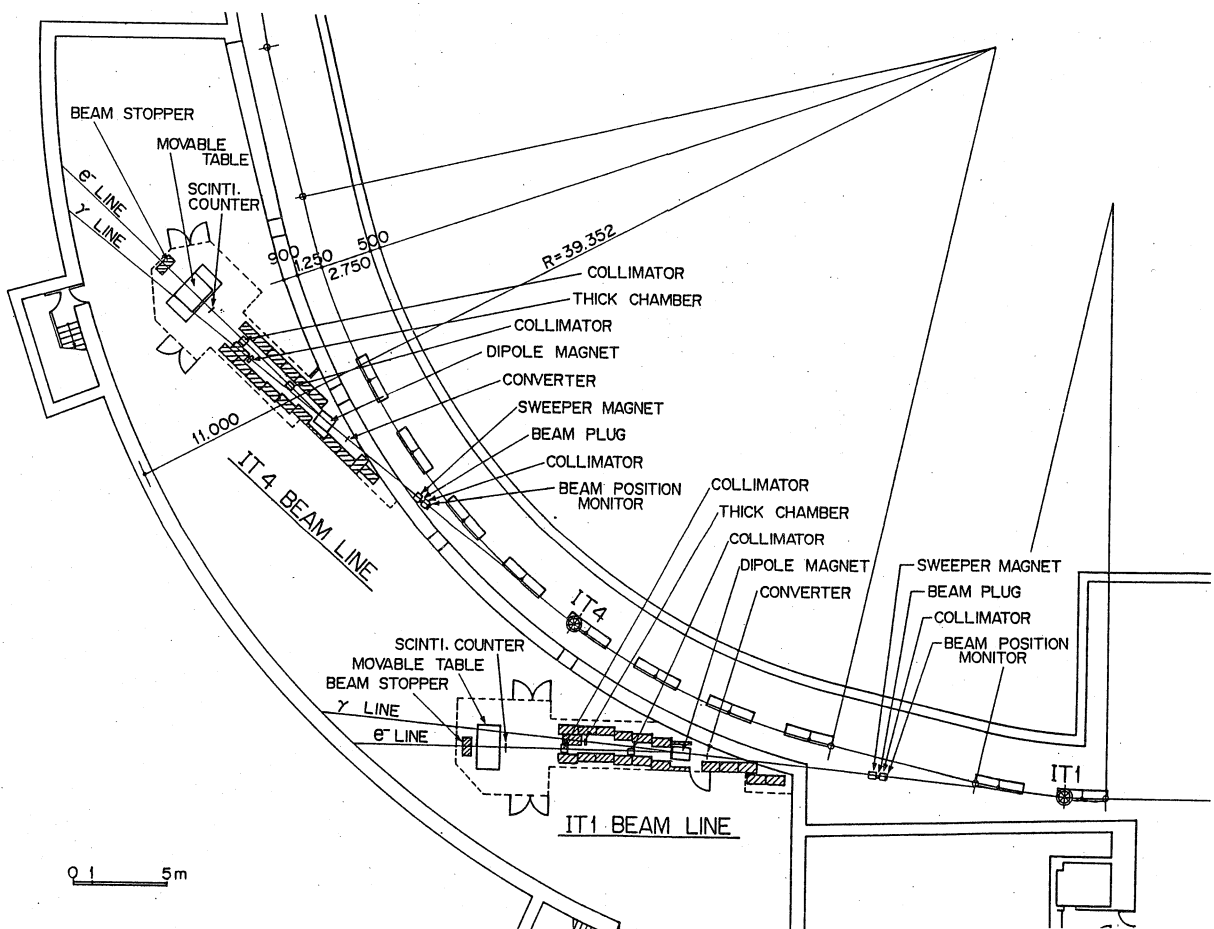 BEAM STOPPER
MOVABLE
TABLE
SCINTI.
COUNTER
e⁻ LINE
γ LINE
900
1.250
500
2.750
R=39.352
11.000
COLLIMATOR
THICK CHAMBER
COLLIMATOR
DIPOLE MAGNET
CONVERTER
SWEEPER MAGNET
BEAM PLUG
COLLIMATOR
BEAM POSITION
MONITOR
IT4 BEAM LINE
IT4
COLLIMATOR
THICK CHAMBER
COLLIMATOR
DIPOLE MAGNET
CONVERTER
SWEEPER MAGNET
BEAM PLUG
COLLIMATOR
BEAM POSITION
MONITOR
SCINTI. COUNTER
MOVABLE TABLE
BEAM STOPPER
γ LINE
e⁻ LINE
IT1
IT1 BEAM LINE
0 1 5m